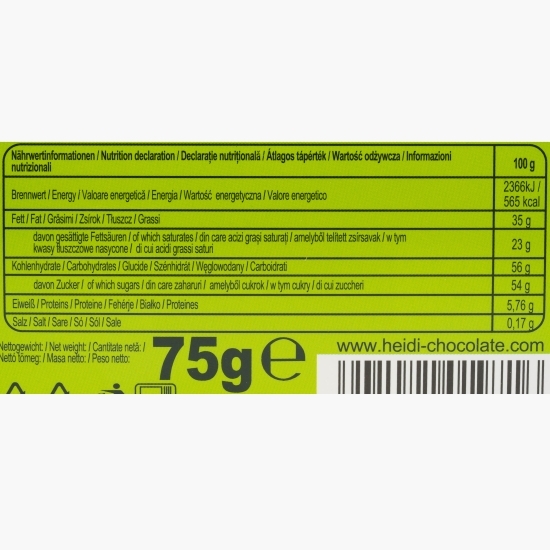 Nährwertinformationen / Nutrition declaration / Declarație nutrițională / Átlagos tápérték / Wartość odżywcza / Informazioni
nutrizionali
100 g
Brennwert / Energy / Valoare energetică / Energia / Wartość energetyczna / Valore energetico
2366kJ /
565 kcal
Fett / Fat / Grăsimi / Zsírok / Tłuszcz / Grassi
35 g
davon gesättigte Fettsäuren / of which saturates / din care acizi grași saturați / amelyből telített zsírsavak / w tym
kwasy tłuszczowe nasycone / di cui acidi grassi saturi
23 g
Kohlenhydrate / Carbohydrates / Glucide / Szénhidrát / Węglowodany / Carboidrati
56 g
davon Zucker / of which sugars / din care zaharuri / amelyből cukrok / w tym cukry / di cui zuccheri
54 g
Eiweiß / Proteins / Proteine / Fehérje / Białko / Proteines
5,76 g
Salz / Salt / Sare / Só / Sól / Sale
0,17 g
Nettogewicht: / Net weight: / Cantitate netă: /
Nettó tömeg: / Masa netto: / Peso netto:
75g e
www.heidi-chocolate.com